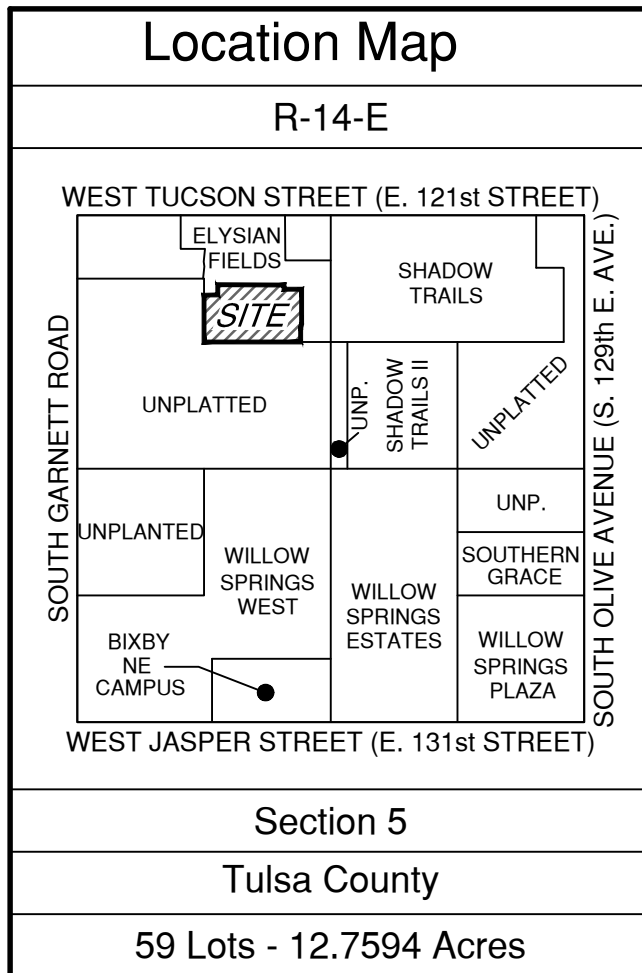 Location Map
R-14-E
WEST TUCSON STREET (E. 121st STREET)
ELYSIAN
FIELDS
SHADOW
TRAILS
SITE
SOUTH GARNETT ROAD
SOUTH OLIVE AVENUE (S. 129th E. AVE.)
UNPLATTED
UNP.
SHADOW
TRAILS II
UNPLATTED
UNPLANTED
WILLOW
SPRINGS
WEST
WILLOW
SPRINGS
ESTATES
UNP.
SOUTHERN
GRACE
BIXBY
NE
CAMPUS
WILLOW
SPRINGS
PLAZA
WEST JASPER STREET (E. 131st STREET)
Section 5
Tulsa County
59 Lots - 12.7594 Acres